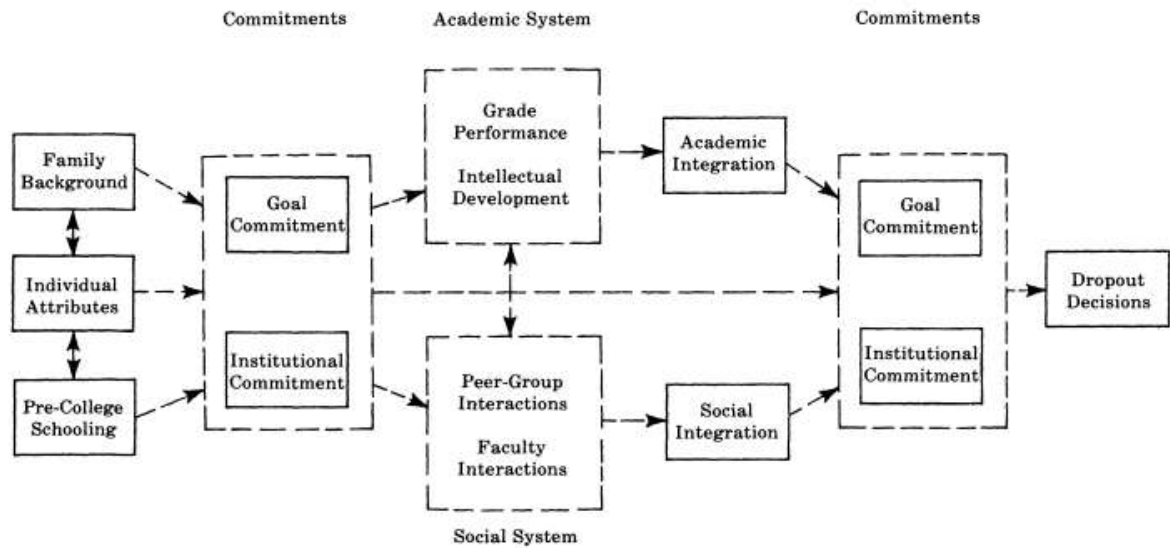 Commitments
Academic System
Commitments
Family
Background
Individual
Attributes
Pre-College
Schooling
Goal
Commitment
Institutional
Commitment
Grade
Performance
Intellectual
Development
Peer-Group
Interactions
Faculty
Interactions
Social System
Academic
Integration
Social
Integration
Goal
Commitment
Institutional
Commitment
Dropout
Decisions